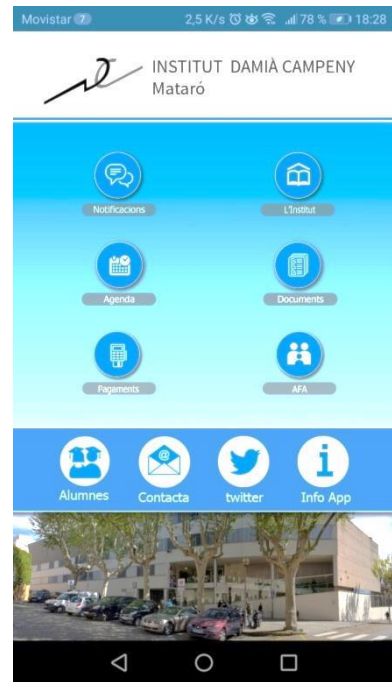 Movistar 7 2,5 K/s 78 % 18:28
INSTITUT DAMIÀ CAMPENY
Mataró
Notificacions L'Institut
Agenda Documents
Pagaments AFA
Alumnes Contacta twitter Info App